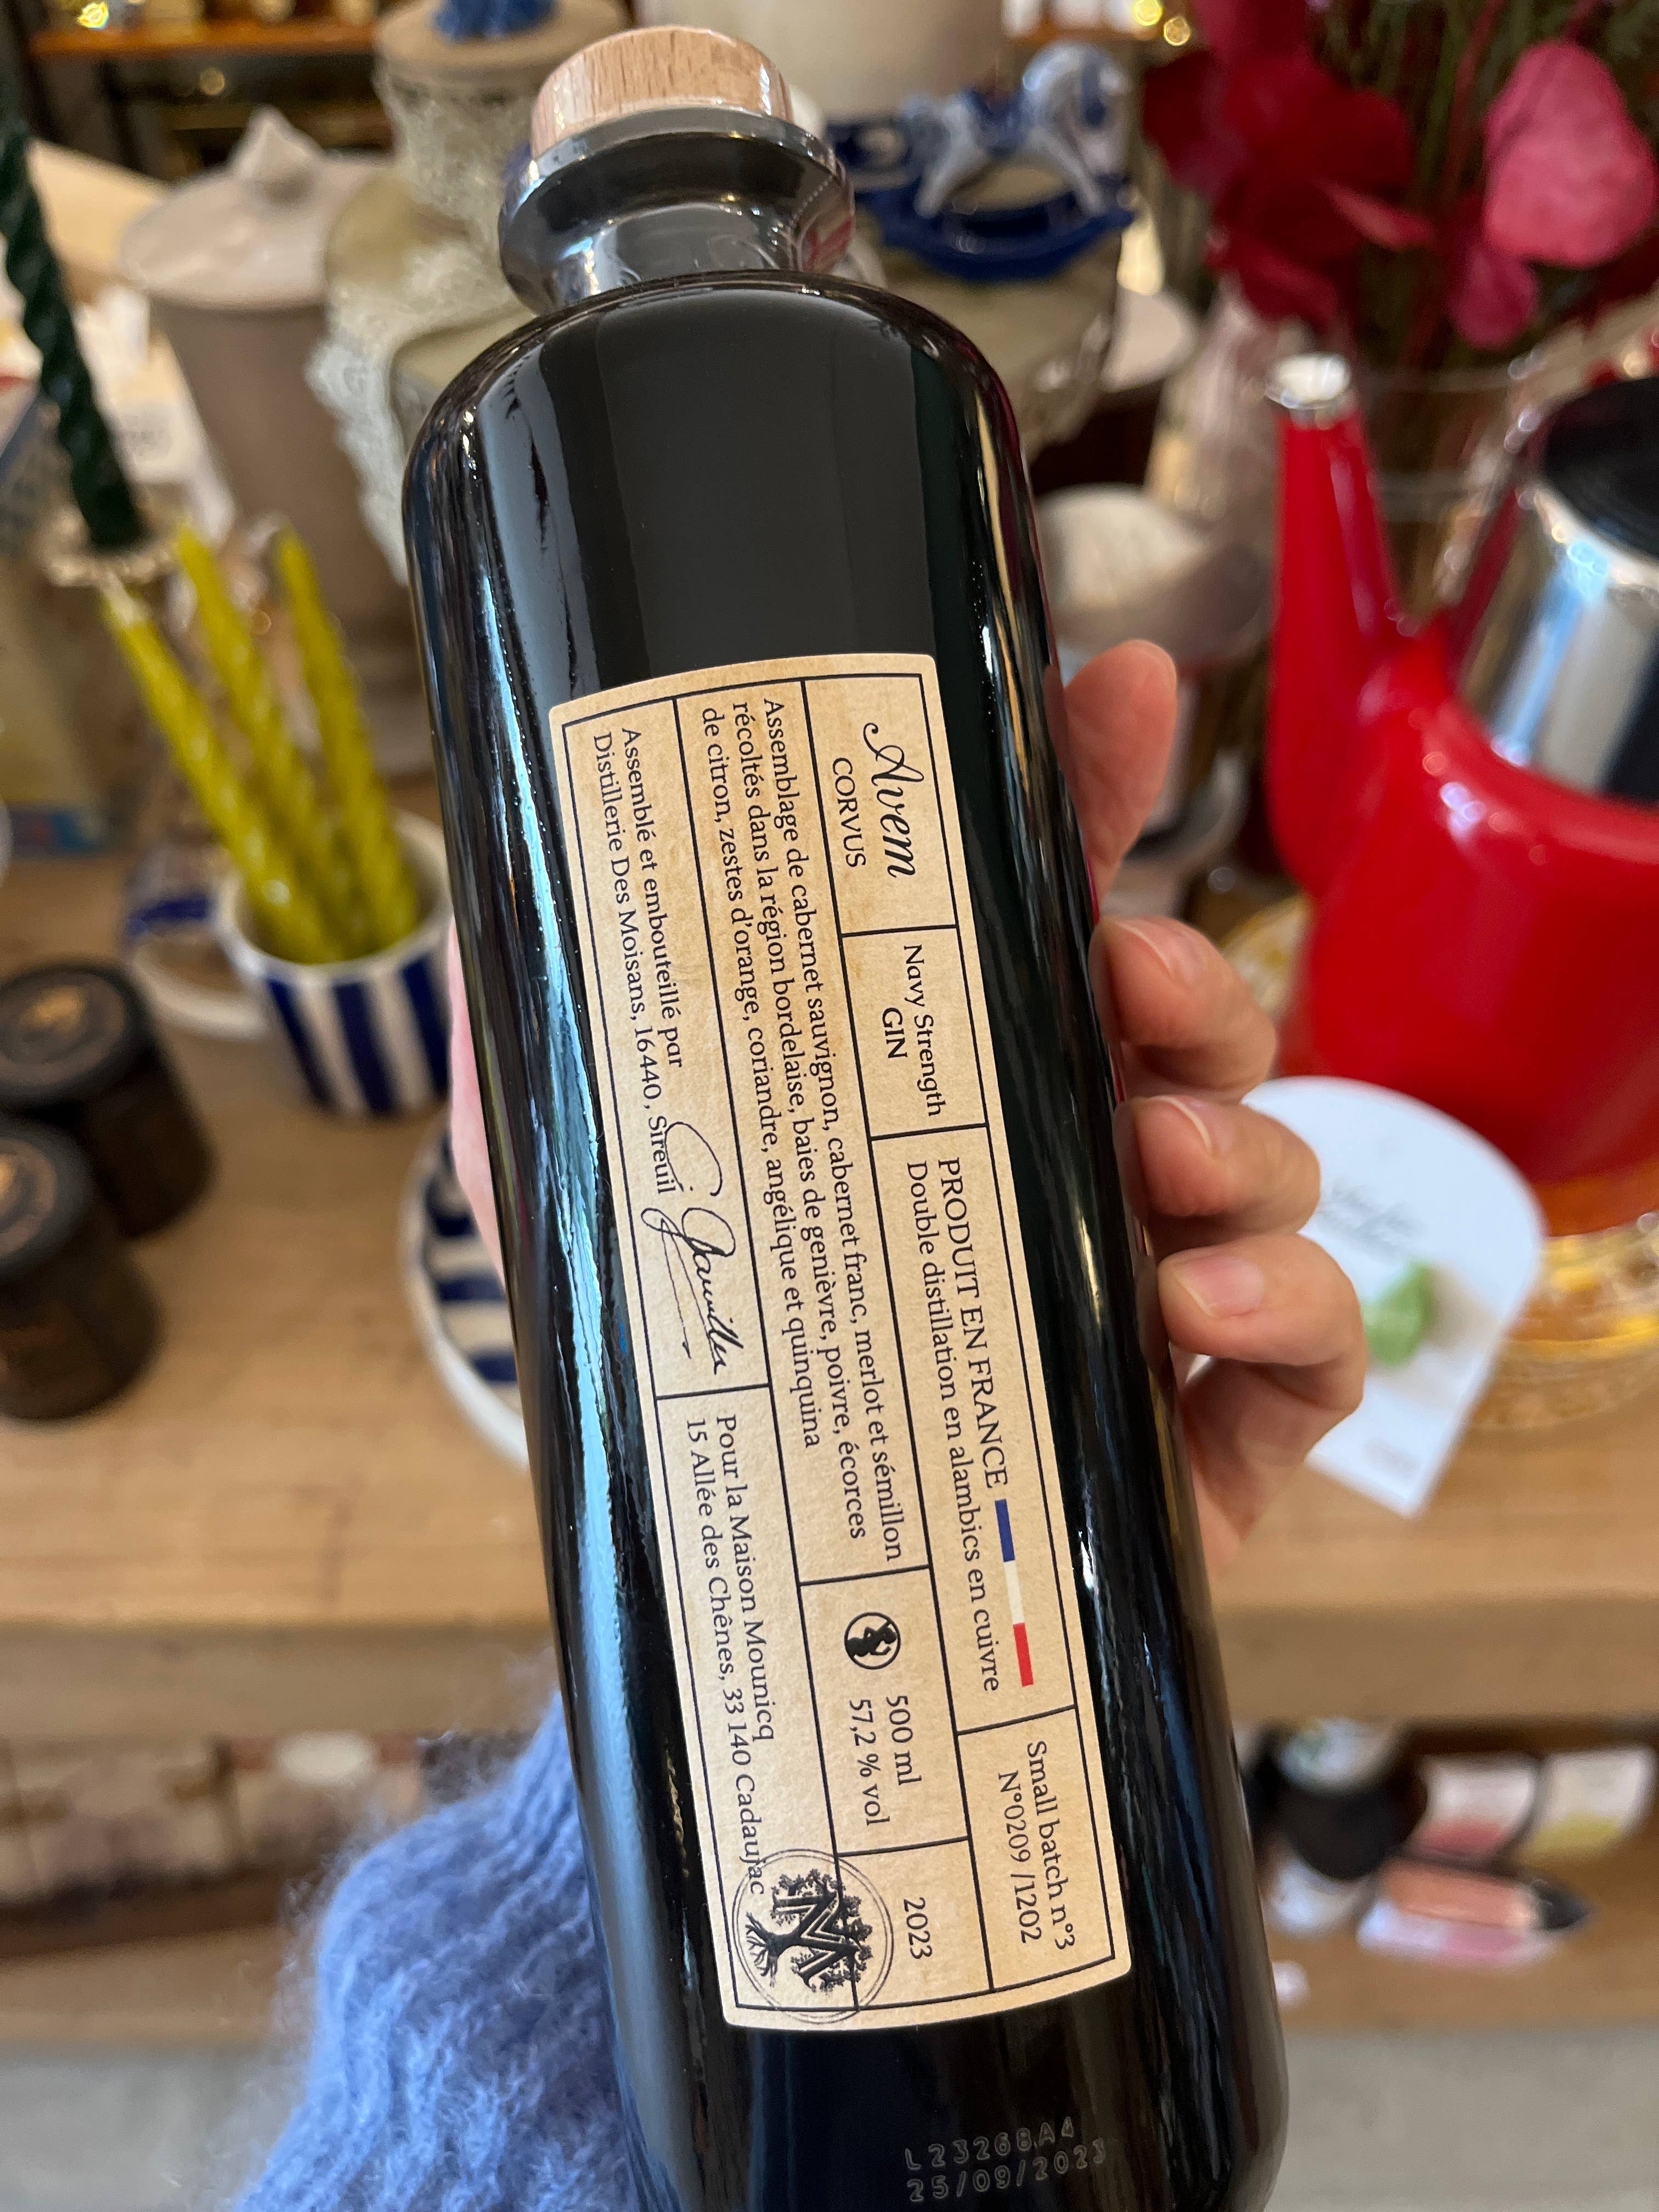 Avem
CORVUS
Navy Strength
GIN
PRODUIT EN FRANCE
Double distillation en alambics en cuivre
Small batch n°3
N°0209 /1202
Assemblage de cabernet sauvignon, cabernet franc, merlot et sémillon
récoltés dans la région bordelaise, baies de genièvre, poivre, écorces
de citron, zestes d'orange, coriandre, angélique et quinquina
500 ml
57,2 % vol
2023
Assemblé et embouteillé par
Distillerie Des Moisans, 16440, Sireuil
Pour la Maison Mounicq
15 Allée des Chênes, 33 140 Cadaujac
M
L23268A4
25/09/2023